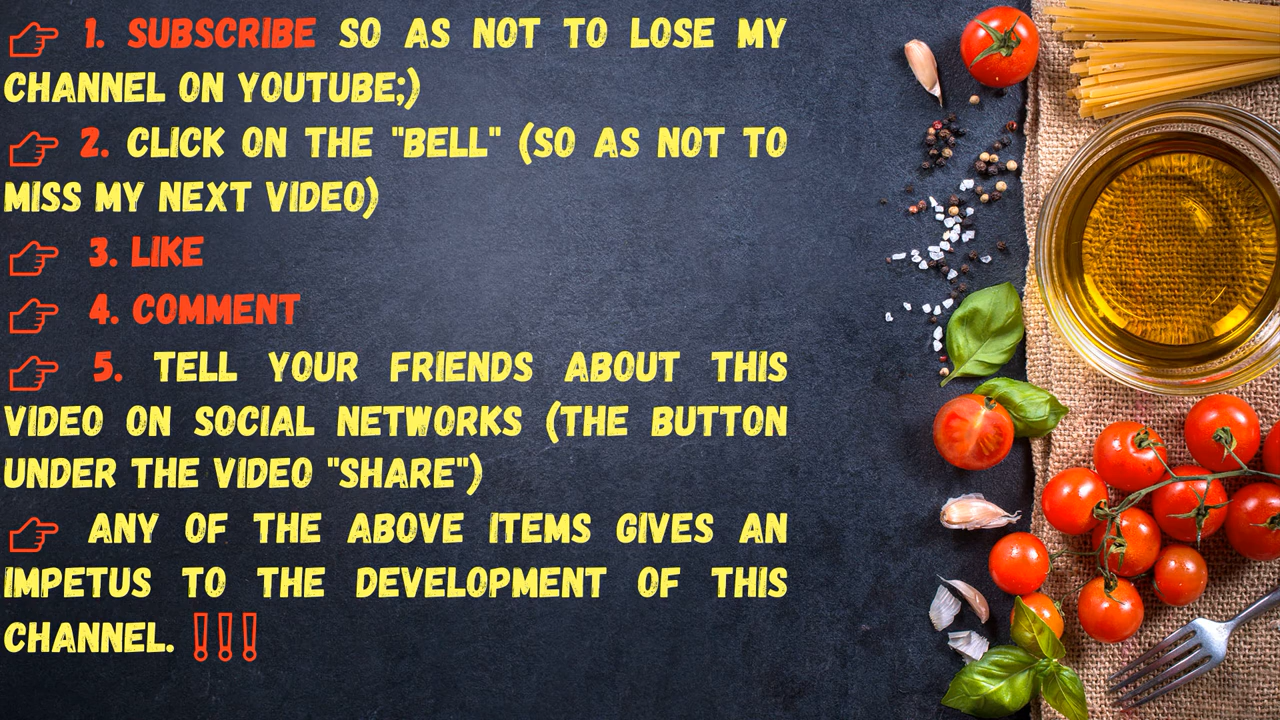 👉 1. SUBSCRIBE SO AS NOT TO LOSE MY
CHANNEL ON YOUTUBE;)
👉 2. CLICK ON THE "BELL" (SO AS NOT TO
MISS MY NEXT VIDEO)
👉 3. LIKE
👉 4. COMMENT
👉 5. TELL YOUR FRIENDS ABOUT THIS
VIDEO ON SOCIAL NETWORKS (THE BUTTON
UNDER THE VIDEO "SHARE")
👉 ANY OF THE ABOVE ITEMS GIVES AN
IMPETUS TO THE DEVELOPMENT OF THIS
CHANNEL. !!!